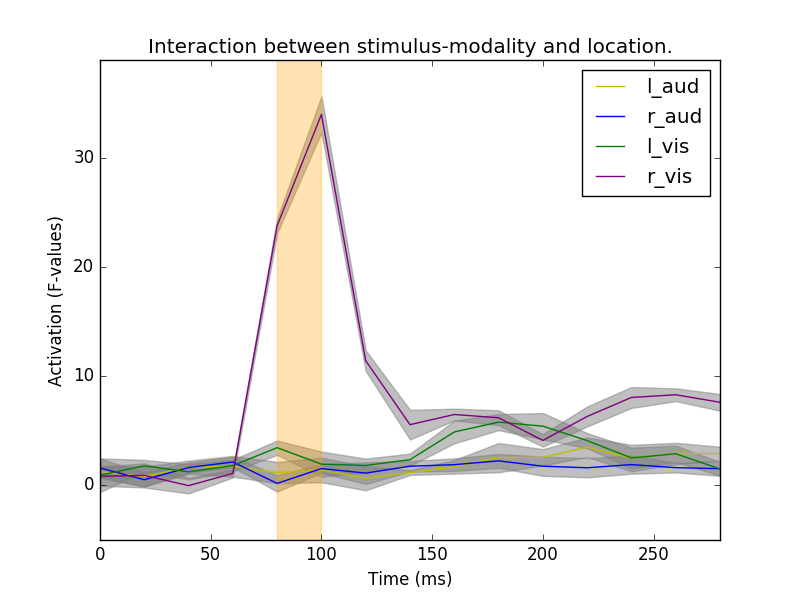 Interaction between stimulus-modality and location.
l_aud
r_aud
l_vis
r_vis
Activation (F-values)
30
20
10
0
0 50 100 150 200 250
Time (ms)